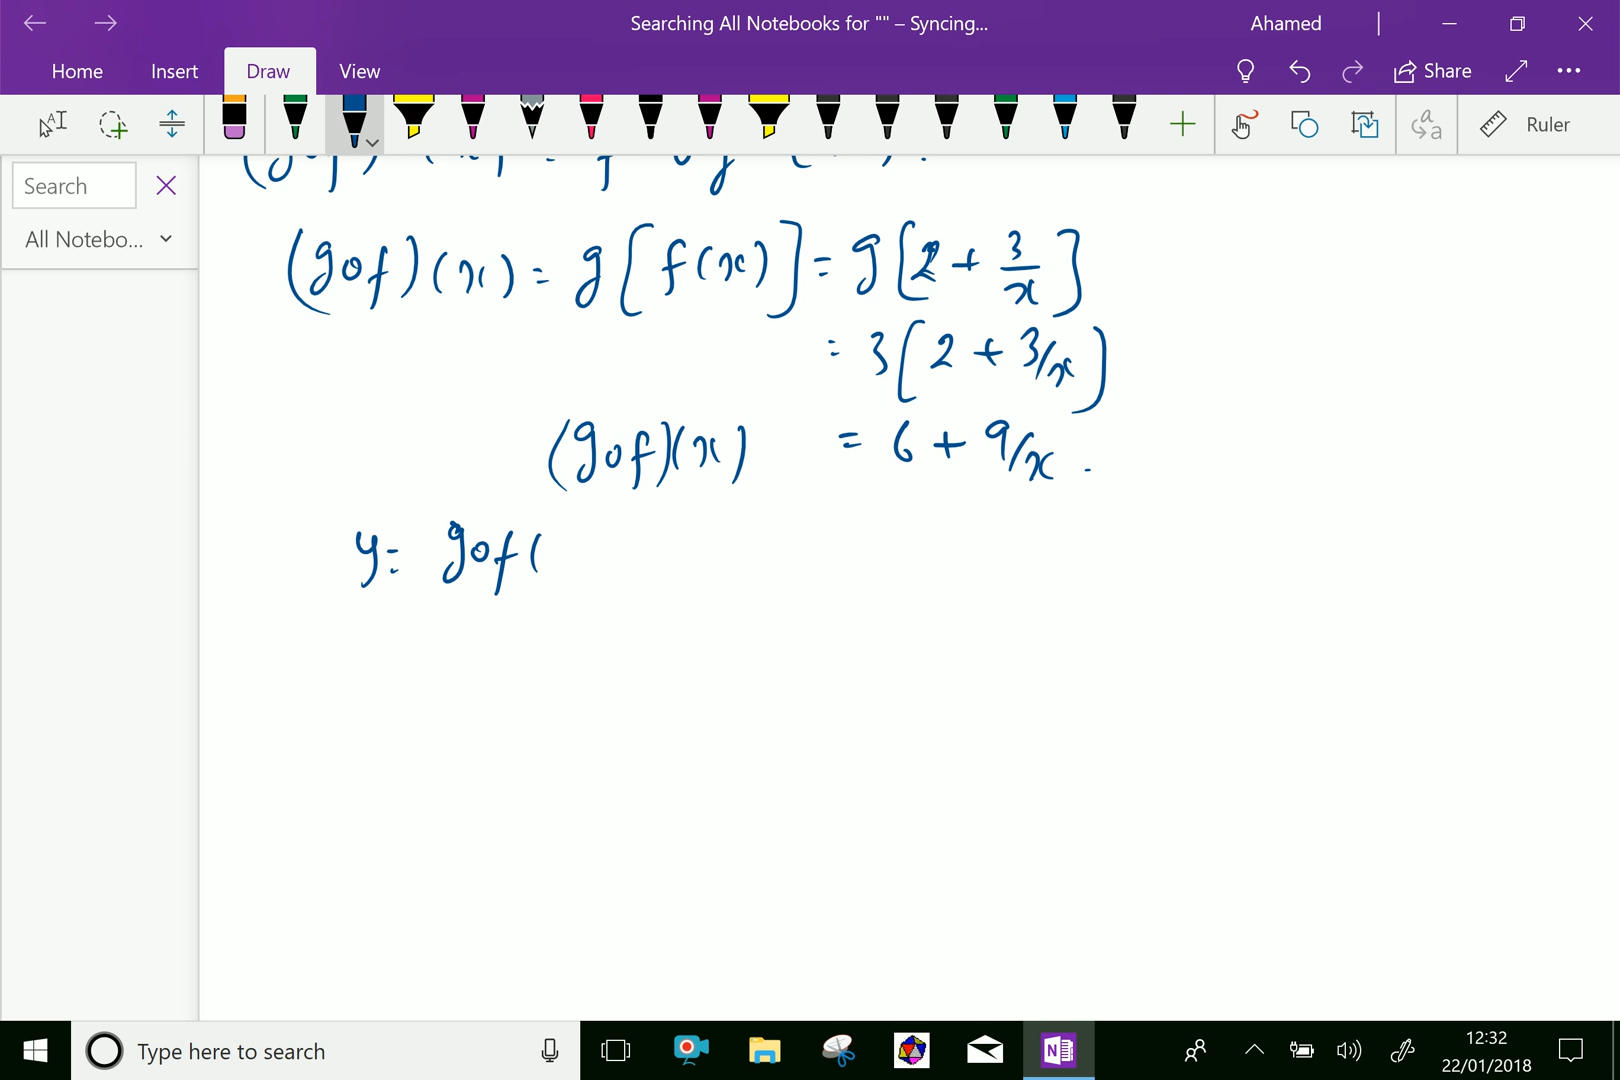 Searching All Notebooks for "" – Syncing...
Ahamed
Home Insert Draw View
Share
Ruler
Search
All Notebo...
(gof)(x) = g[f(x)] = g[2 + 3/x]
= 3[2 + 3/x]
(gof)(x) = 6 + 9/x .
y = gof(
Type here to search
N
12:32
22/01/2018